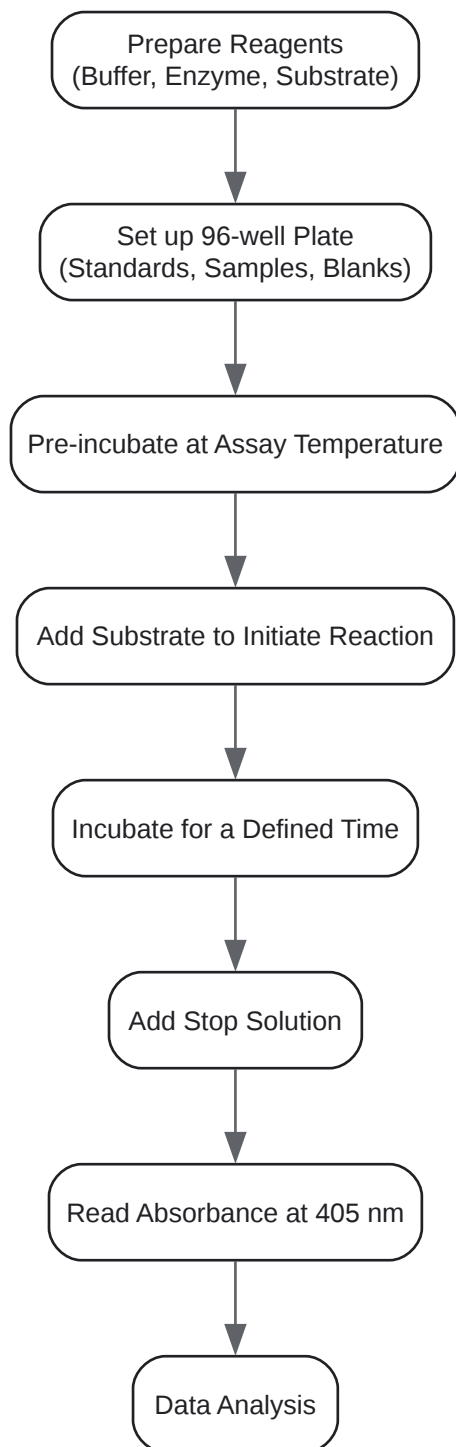 Prepare Reagents
(Buffer, Enzyme, Substrate)
Set up 96-well Plate
(Standards, Samples, Blanks)
Pre-incubate at Assay Temperature
Add Substrate to Initiate Reaction
Incubate for a Defined Time
Add Stop Solution
Read Absorbance at 405 nm
Data Analysis